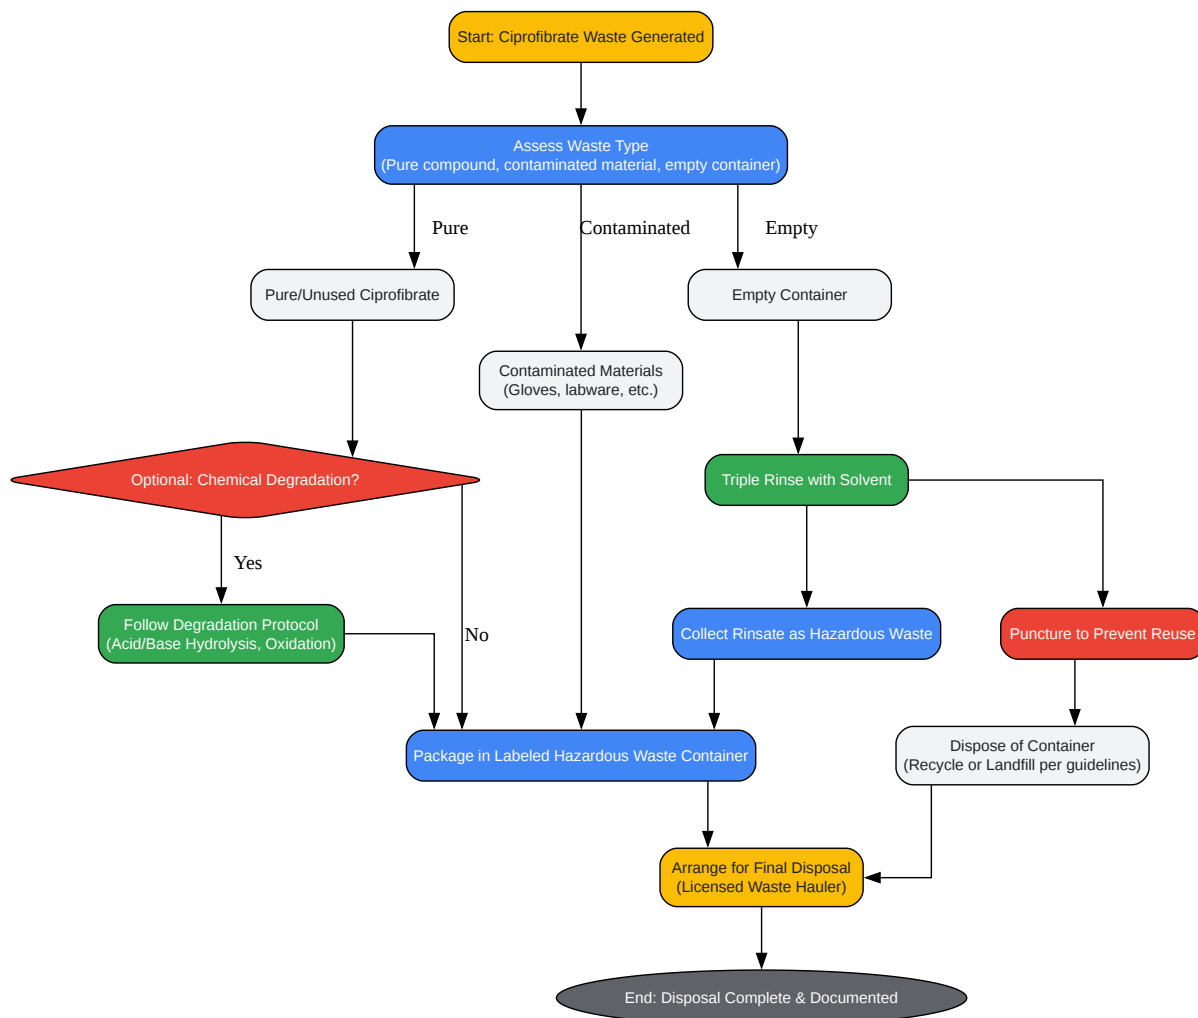 Start: Ciprofibrate Waste Generated
Assess Waste Type
(Pure compound, contaminated material, empty container)
Pure
Contaminated
Empty
Pure/Unused Ciprofibrate
Empty Container
Contaminated Materials
(Gloves, labware, etc.)
Optional: Chemical Degradation?
Triple Rinse with Solvent
Yes
Follow Degradation Protocol
(Acid/Base Hydrolysis, Oxidation)
No
Collect Rinsate as Hazardous Waste
Puncture to Prevent Reuse
Package in Labeled Hazardous Waste Container
Dispose of Container
(Recycle or Landfill per guidelines)
Arrange for Final Disposal
(Licensed Waste Hauler)
End: Disposal Complete & Documented